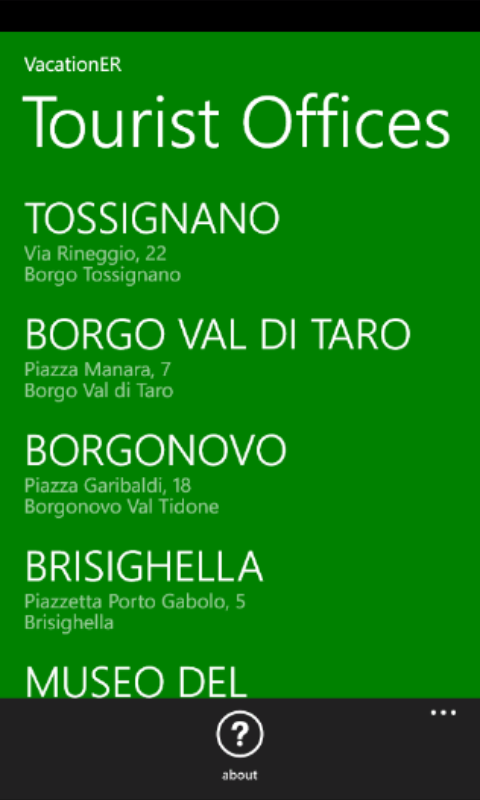 VacationER
Tourist Offices
TOSSIGNANO
Via Rineggio, 22
Borgo Tossignano
BORGO VAL DI TARO
Piazza Manara, 7
Borgo Val di Taro
BORGONOVO
Piazza Garibaldi, 18
Borgonovo Val Tidone
BRISIGHELLA
Piazzetta Porto Gabolo, 5
Brisighella
MUSEO DEL
about